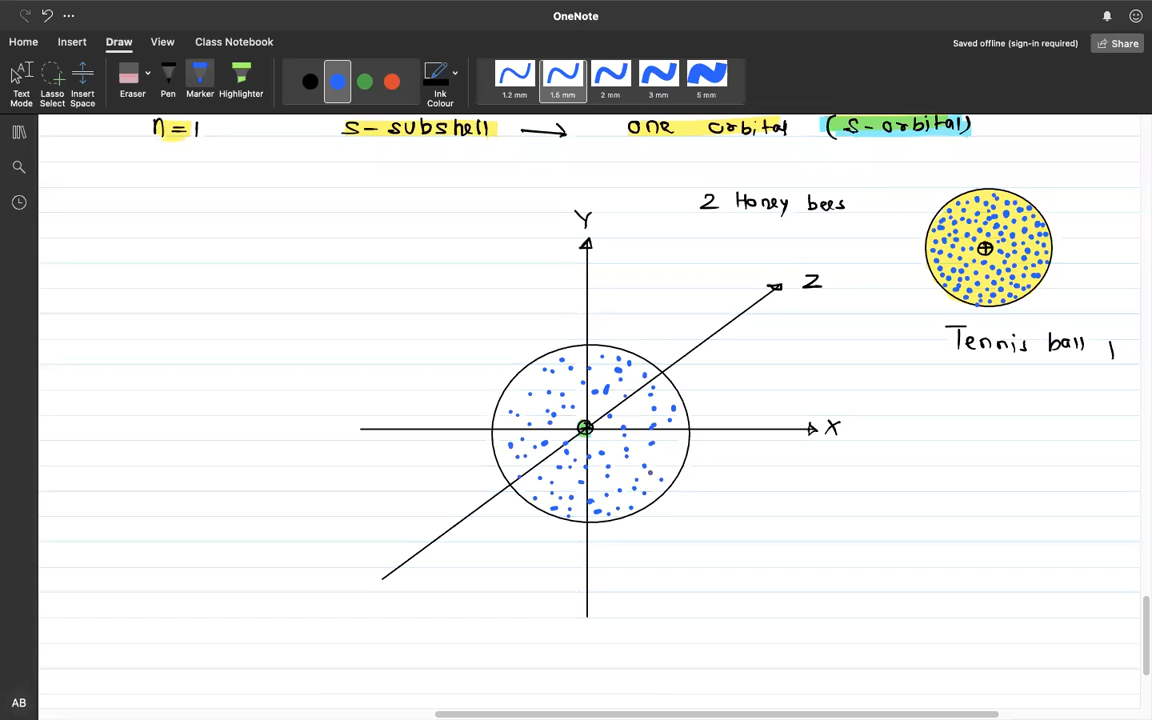 OneNote
Home Insert Draw View Class Notebook
Saved offline (sign-in required) Share
Text Mode
Lasso Select
Insert Space
Eraser
Pen
Marker
Highlighter
Ink Colour
1.2 mm
1.5 mm
2 mm
3 mm
5 mm
n = 1 s - subshell → one orbital (s - orbital)
2 Honey bees
Y
Z
Tennis ball
X
AB